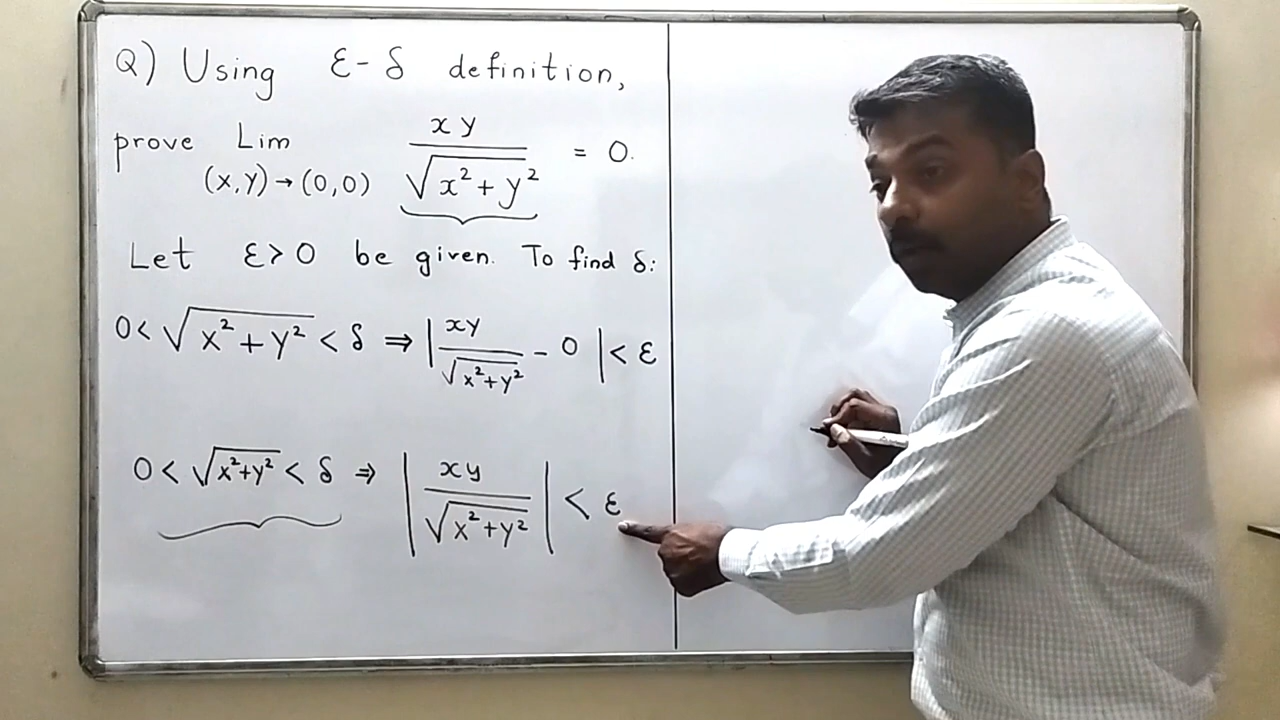 Q) Using ε-δ definition,
prove Lim (x,y)→(0,0) xy/√(x²+y²) = 0.
Let ε>0 be given. To find δ:
0< √(x²+y²) < δ ⇒ |xy/√(x²+y²) - 0| < ε
0 < √(x²+y²) < δ ⇒ |xy/√(x²+y²)| < ε